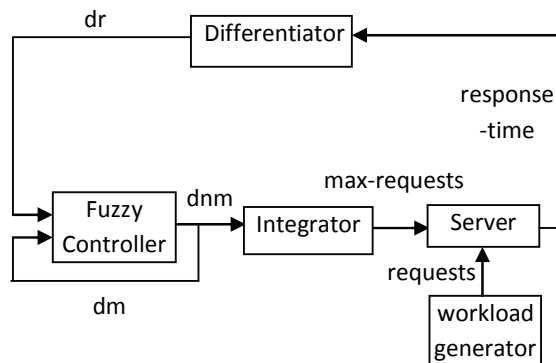 dr
Differentiator
response
-time
max-requests
Fuzzy
Controller
dnm
Integrator
Server
requests
dm
workload
generator